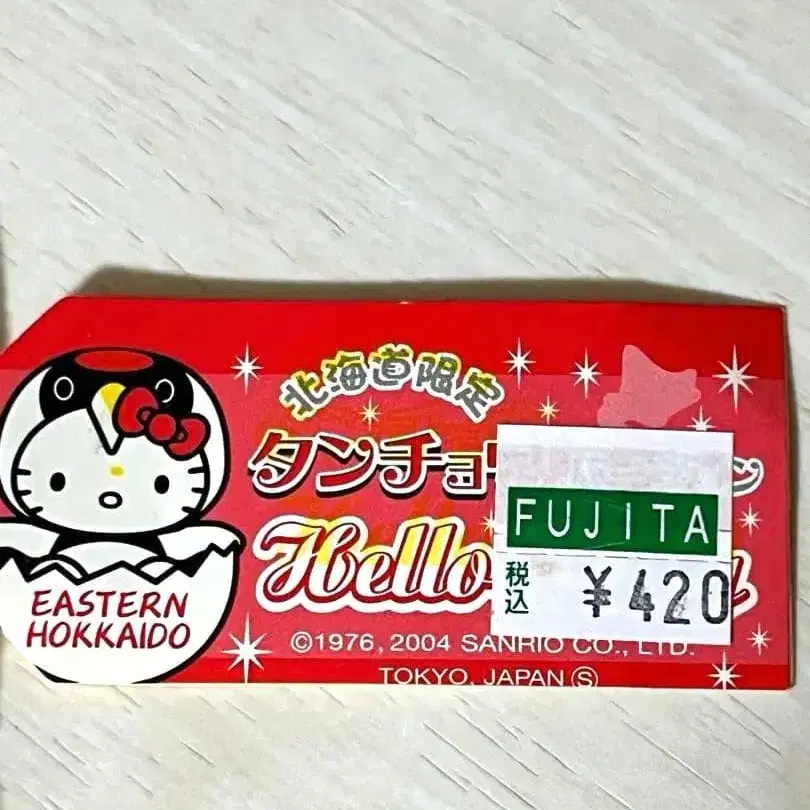 北海道限定
タンチョウ
Hello
FUJITA
税込 ¥420
EASTERN
HOKKAIDO
©1976, 2004 SANRIO CO., LTD.
TOKYO, JAPAN Ⓢ